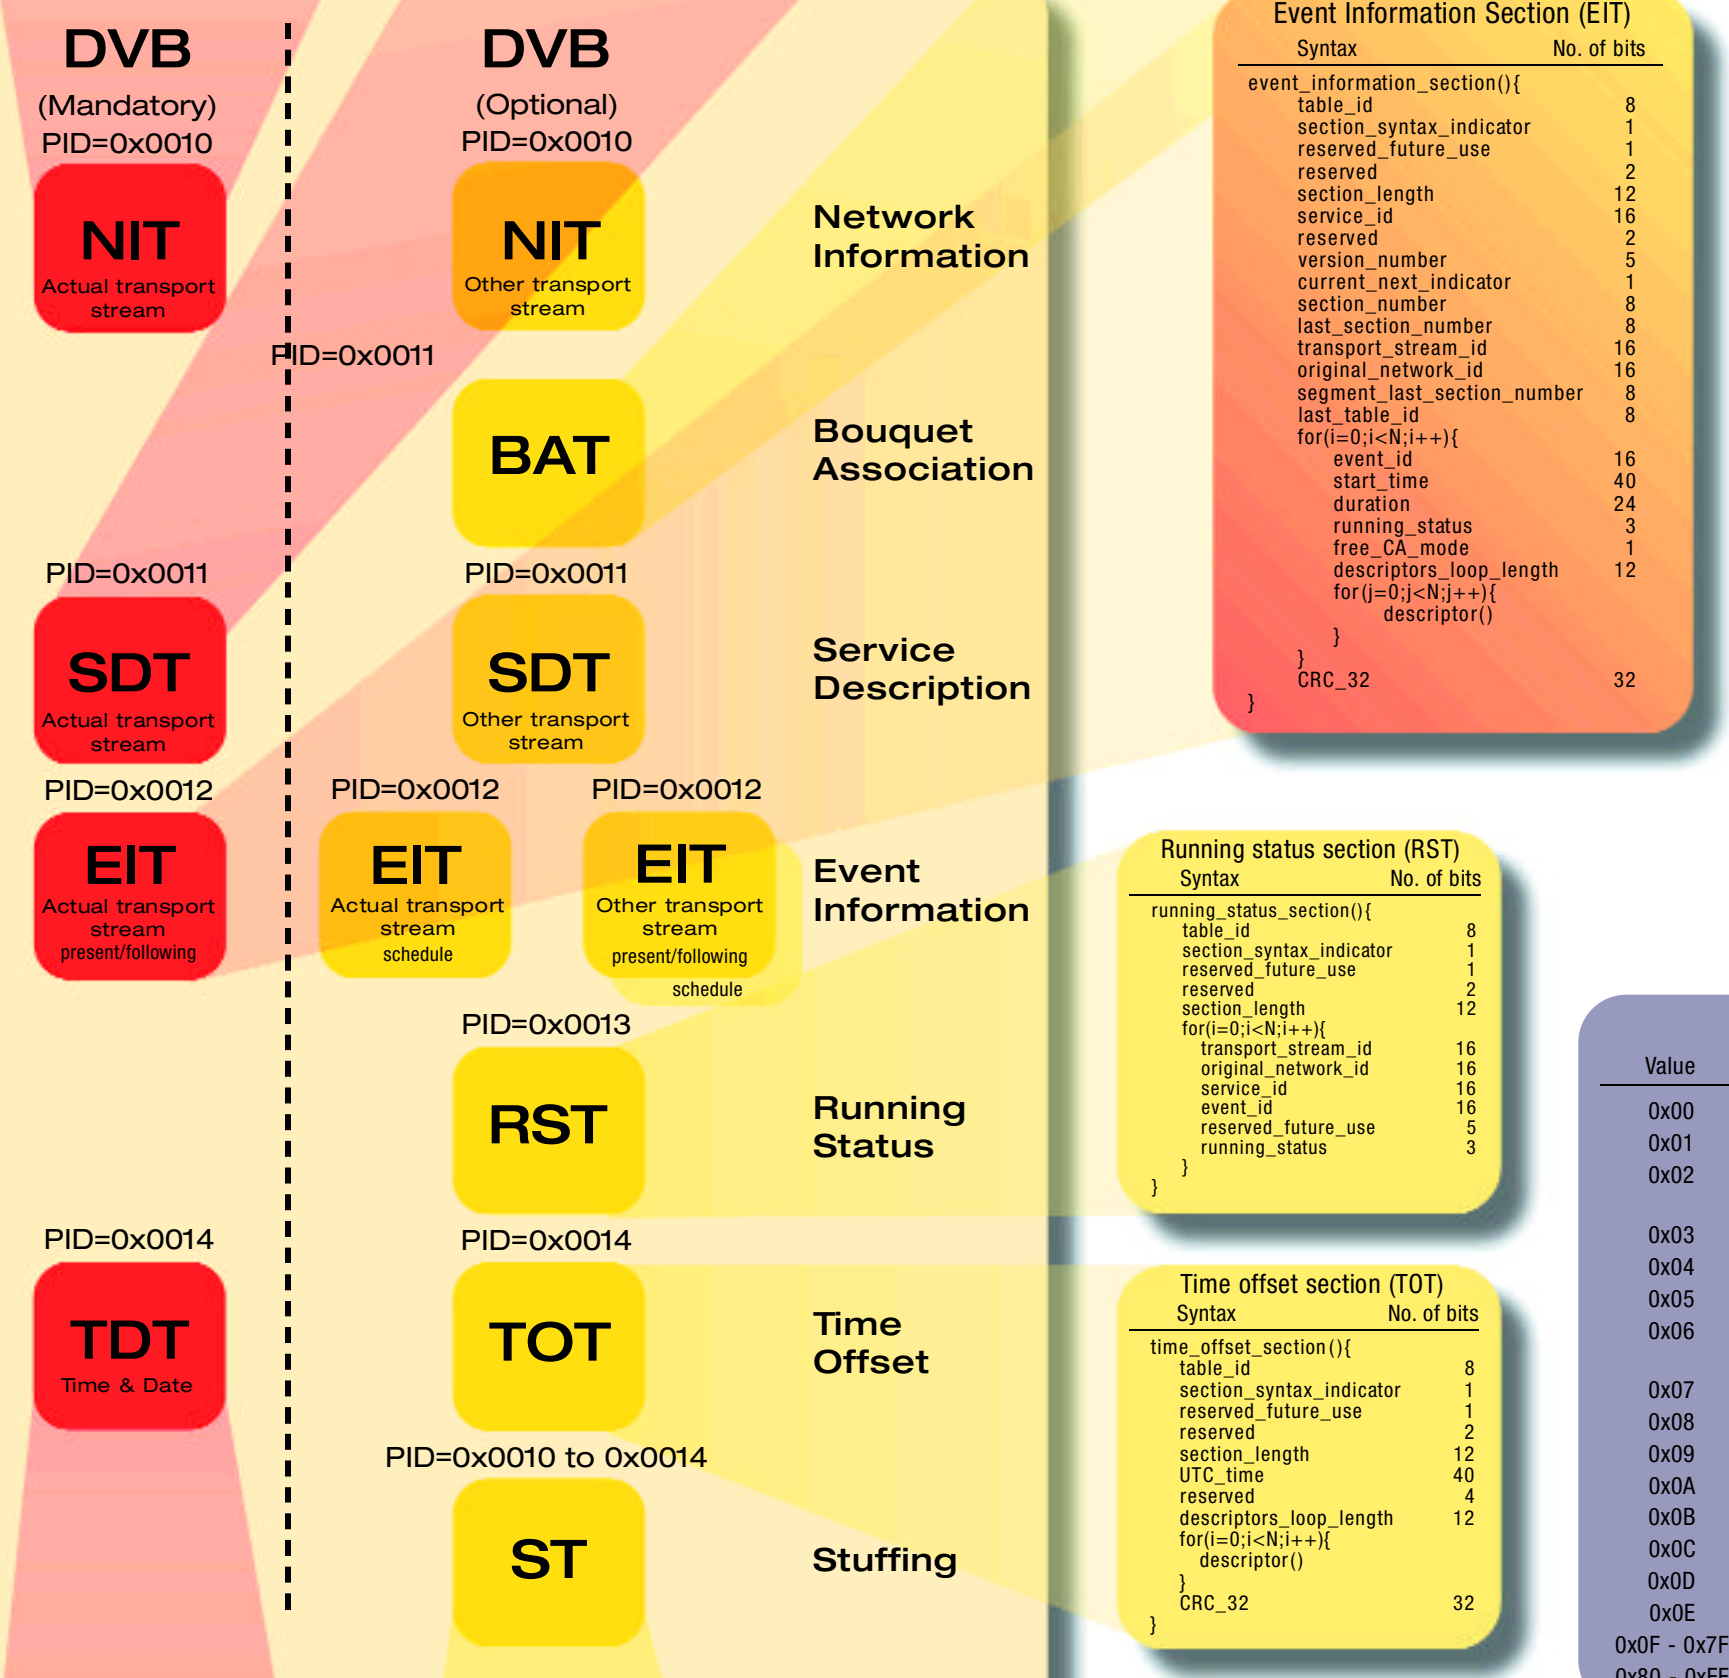 DVB
(Mandatory)
PID=0x0010
NIT
Actual transport
stream
PID=0x0011
SDT
Actual transport
stream
PID=0x0012
EIT
Actual transport
stream
present/following
PID=0x0014
TDT
Time & Date
DVB
(Optional)
PID=0x0010
NIT
Other transport
stream
PID=0x0011
BAT
PID=0x0011
SDT
Other transport
stream
PID=0x0012
EIT
Actual transport
stream
schedule
PID=0x0012
EIT
Other transport
stream
present/following
schedule
PID=0x0013
RST
PID=0x0014
TOT
PID=0x0010 to 0x0014
ST
Network
Information
Bouquet
Association
Service
Description
Event
Information
Running
Status
Time
Offset
Stuffing
Event Information Section (EIT)
Syntax No. of bits
event_information_section(){
table_id 8
section_syntax_indicator 1
reserved_future_use 1
reserved 2
section_length 12
service_id 16
reserved 2
version_number 5
current_next_indicator 1
section_number 8
last_section_number 8
transport_stream_id 16
original_network_id 16
segment_last_section_number 8
last_table_id 8
for(i=0;i<N;i++){
event_id 16
start_time 40
duration 24
running_status 3
free_CA_mode 1
descriptors_loop_length 12
for(j=0;j<N;j++){
descriptor()
}
}
CRC_32 32
}
Running status section (RST)
Syntax No. of bits
running_status_section(){
table_id 8
section_syntax_indicator 1
reserved_future_use 1
reserved 2
section_length 12
for(i=0;i<N;i++){
transport_stream_id 16
original_network_id 16
service_id 16
event_id 16
reserved_future_use 5
running_status 3
}
}
Time offset section (TOT)
Syntax No. of bits
time_offset_section(){
table_id 8
section_syntax_indicator 1
reserved_future_use 1
reserved 2
section_length 12
UTC_time 40
reserved 4
descriptors_loop_length 12
for(i=0;i<N;i++){
descriptor()
}
CRC_32 32
}
Value
0x00
0x01
0x02
0x03
0x04
0x05
0x06
0x07
0x08
0x09
0x0A
0x0B
0x0C
0x0D
0x0E
0x0F - 0x7F
0x80 - 0xFF